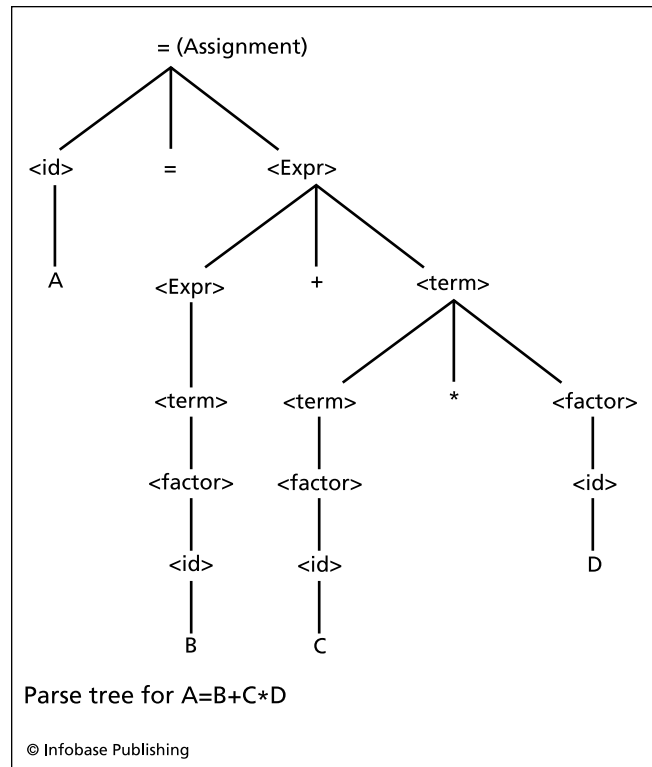 = (Assignment)
<id> = <Expr>
A
<Expr> + <term>
<term> <term> * <factor>
<factor> <factor> <id>
<id> <id> D
B C
Parse tree for A=B+C*D
© Infobase Publishing